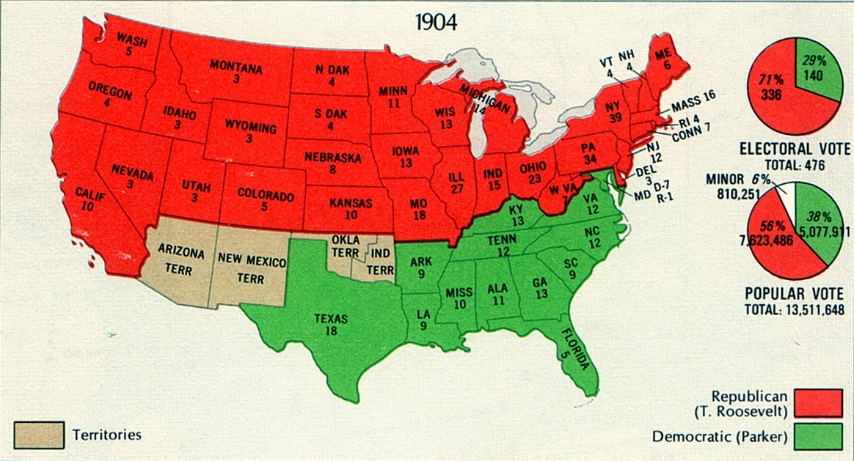 1904
WASH
5
OREGON
4
CALIF
10
NEVADA
3
IDAHO
3
MONTANA
3
WYOMING
3
UTAH
3
COLORADO
5
ARIZONA
TERR
NEW MEXICO
TERR
N DAK
4
S DAK
4
NEBRASKA
8
KANSAS
10
OKLA
TERR
IND
TERR
TEXAS
18
MINN
11
IOWA
13
MO
18
ARK
9
LA
9
WIS
13
ILL
27
MICHIGAN
14
IND
15
OHIO
23
KY
13
TENN
12
MISS
10
ALA
11
GA
13
FLORIDA
5
SC
9
NC
12
VA
12
W VA
7
PA
34
NY
39
VT
4
NH
4
ME
6
MASS 16
RI 4
CONN 7
NJ
12
DEL
3
MD D-7
R-1
29%
140
71%
336
ELECTORAL VOTE
TOTAL: 476
MINOR 6%
810,251
38%
5,077,911
56%
7,623,486
POPULAR VOTE
TOTAL: 13,511,648
Republican
(T. Roosevelt)
Democratic (Parker)
Territories